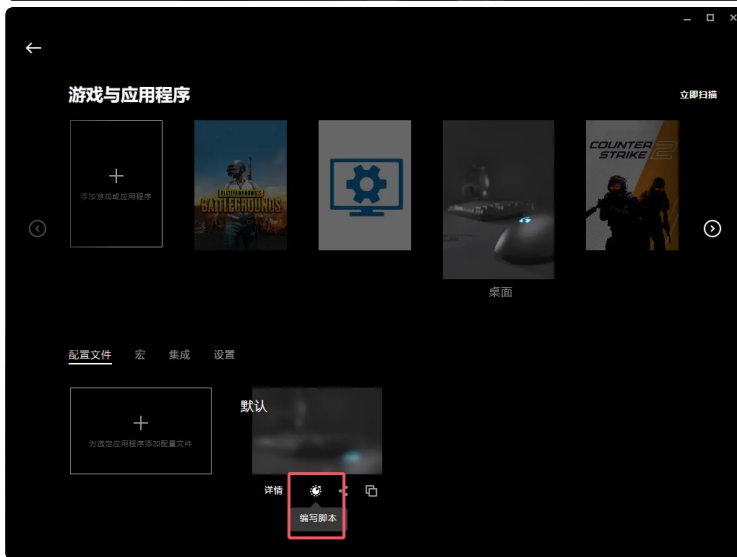 游戏与应用程序
立即扫描
添加游戏或应用程序
PLAYERUNKNOWN'S
BATTLEGROUNDS
COUNTER
STRIKE 2
桌面
配置文件 宏 集成 设置
为选定应用程序添加配置文件
默认
详情
编写脚本